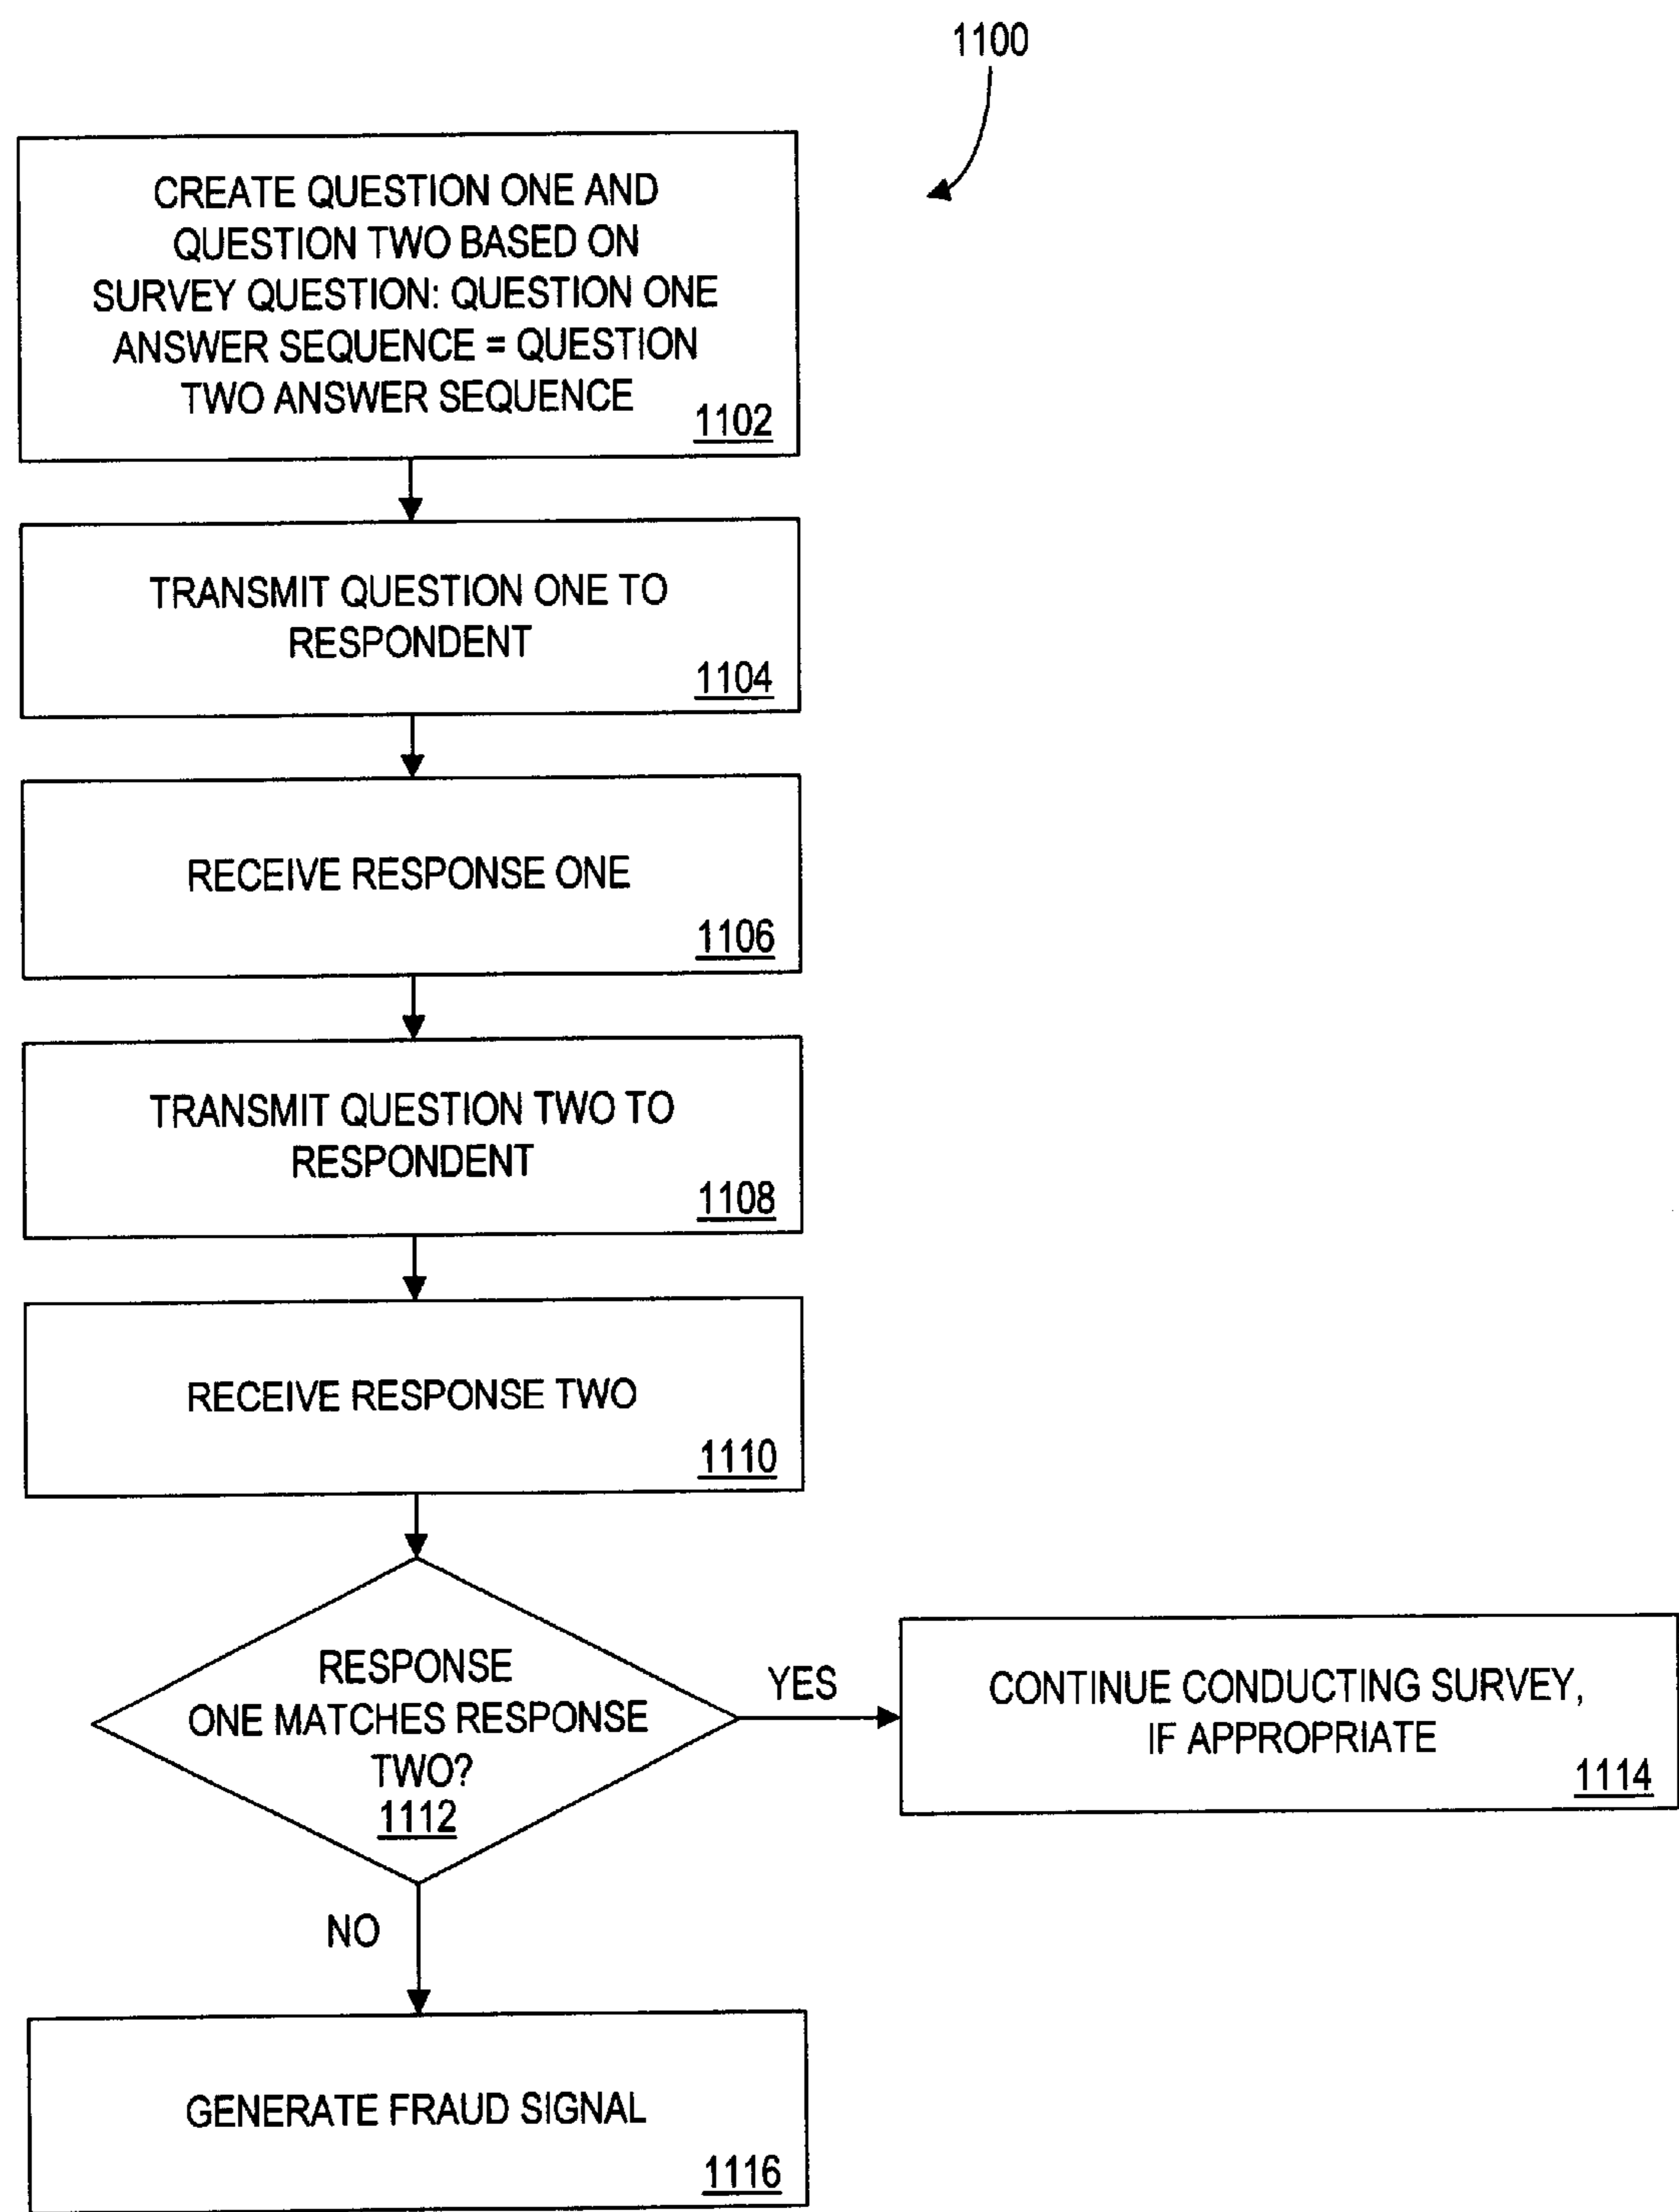 1100
CREATE QUESTION ONE AND
QUESTION TWO BASED ON
SURVEY QUESTION: QUESTION ONE
ANSWER SEQUENCE = QUESTION
TWO ANSWER SEQUENCE
1102
TRANSMIT QUESTION ONE TO
RESPONDENT
1104
RECEIVE RESPONSE ONE
1106
TRANSMIT QUESTION TWO TO
RESPONDENT
1108
RECEIVE RESPONSE TWO
1110
RESPONSE
ONE MATCHES RESPONSE
TWO?
1112
YES
CONTINUE CONDUCTING SURVEY,
IF APPROPRIATE
1114
NO
GENERATE FRAUD SIGNAL
1116